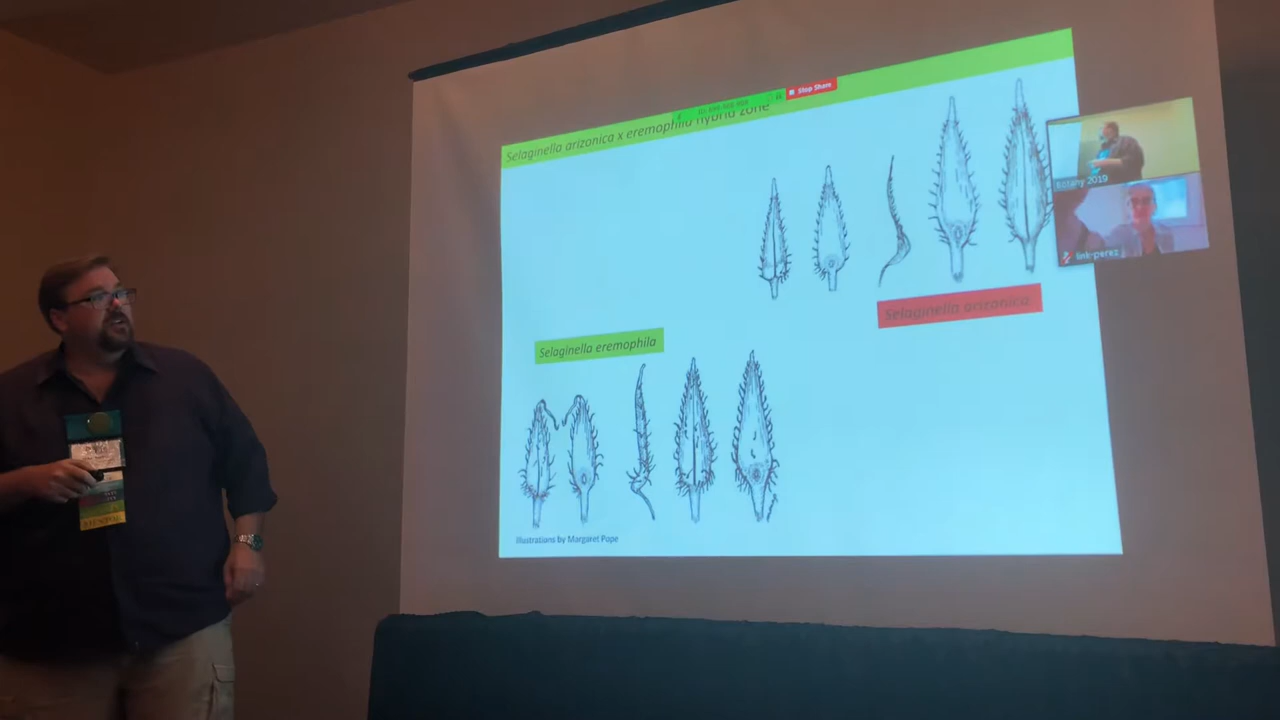 Selaginella arizonica x eremophila hybrid zone
Stop Share
Botany 2019
link-perez
Selaginella arizonica
Selaginella eremophila
Illustrations by Margaret Pope